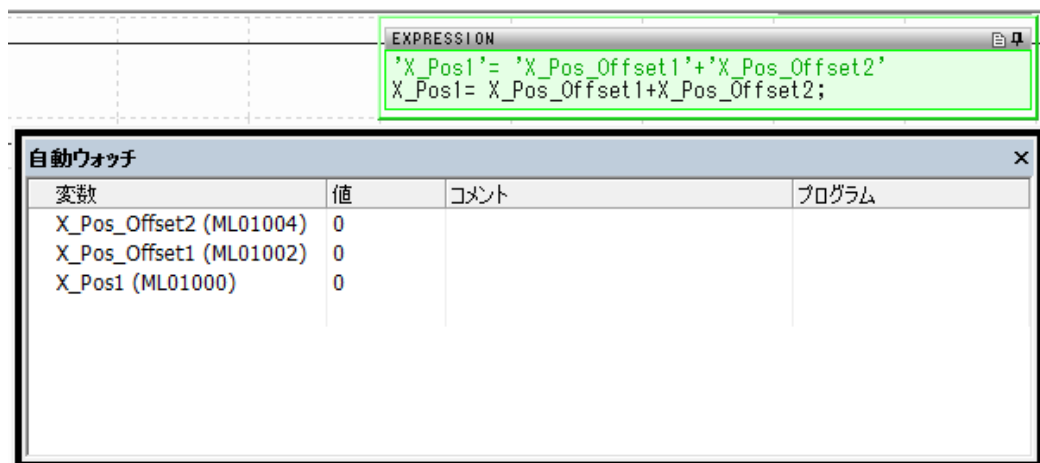 EXPRESSION
'X_Pos1'= 'X_Pos_Offset1'+'X_Pos_Offset2'
X_Pos1= X_Pos_Offset1+X_Pos_Offset2;
自動ウォッチ ×
変数 値 コメント プログラム
X_Pos_Offset2 (ML01004) 0
X_Pos_Offset1 (ML01002) 0
X_Pos1 (ML01000) 0